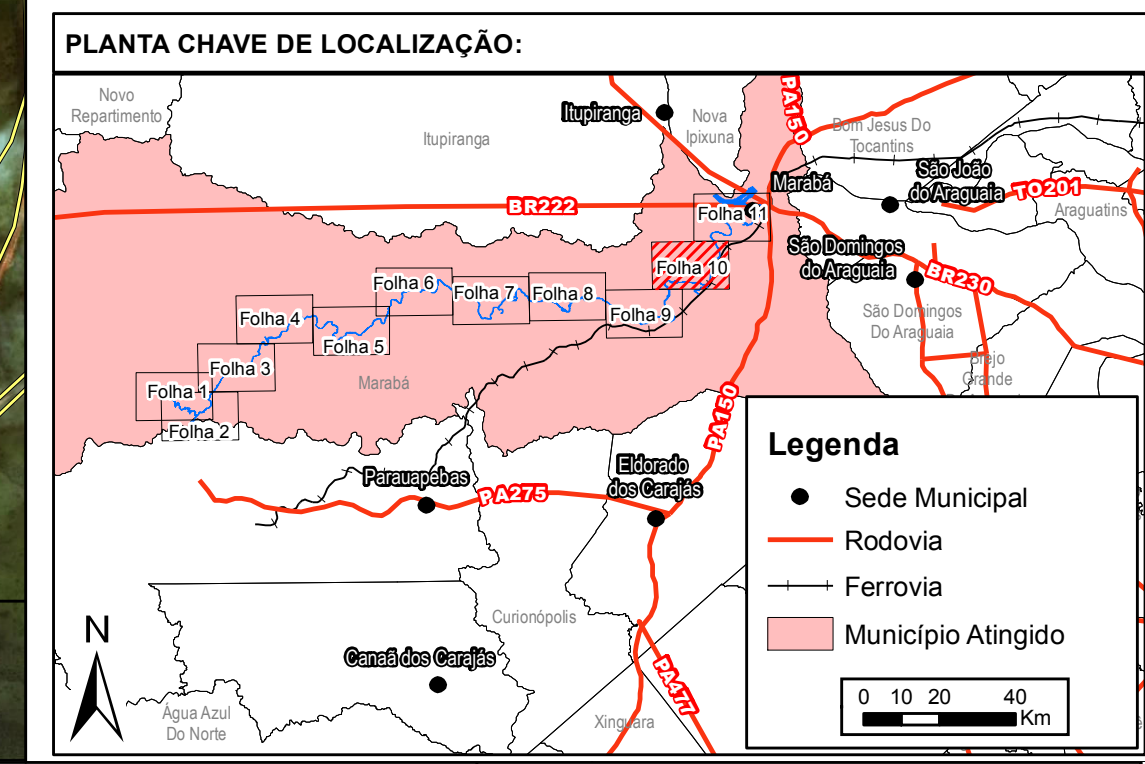 PLANTA CHAVE DE LOCALIZAÇÃO:
Novo
Repartimento
Itupiranga
Itupiranga
Nova
Ipixuna
PA150
Bom Jesus Do
Tocantins
Marabá
São João
do Araguaia
TO201
Araguatins
BR222
Folha 11
São Domingos
do Araguaia
BR230
Folha 10
Folha 6
Folha 7
Folha 8
Folha 9
São Domingos
Do Araguaia
Folha 4
Folha 5
Folha 3
Marabá
Brejo
Grande
Folha 1
Folha 2
PA150
Parauapebas
PA275
Eldorado
dos Carajás
Curionópolis
Canaã dos Carajás
PA477
Água Azul
Do Norte
Xinguara
N
Legenda
Sede Municipal
Rodovia
Ferrovia
Município Atingido
0 10 20 40
Km